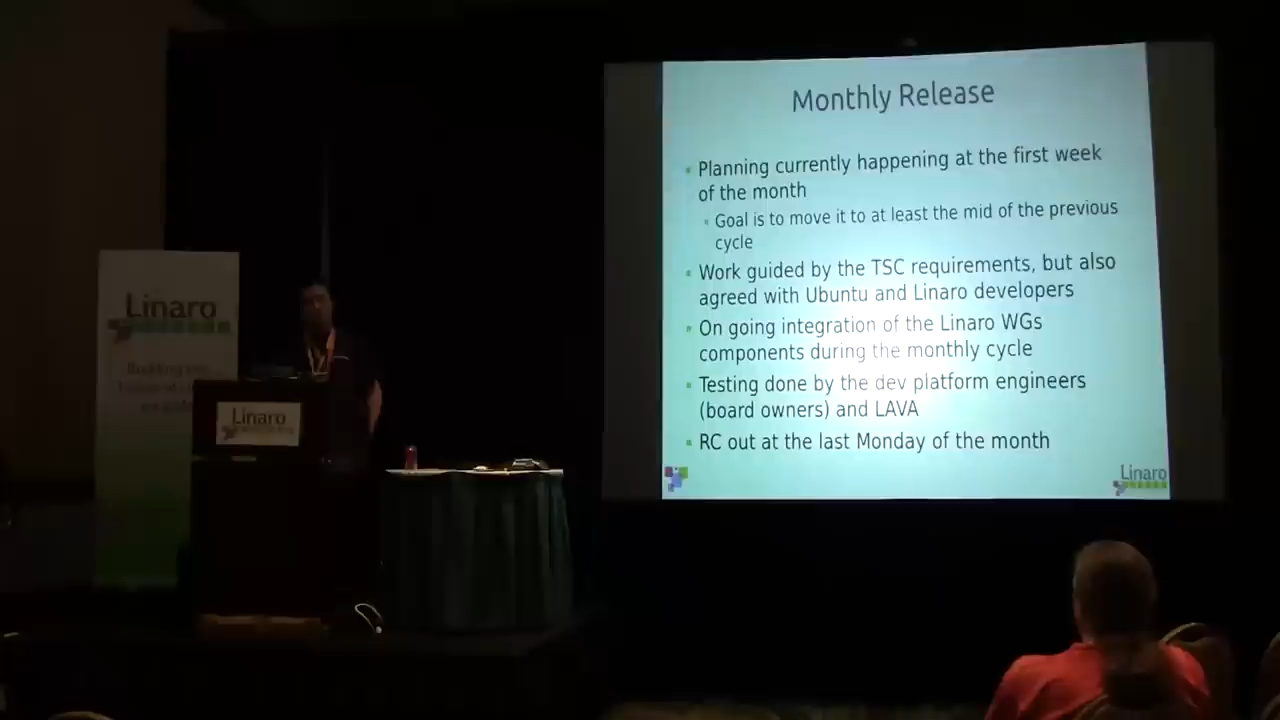 Monthly Release
Planning currently happening at the first week
of the month
Goal is to move it to at least the mid of the previous
cycle
Work guided by the TSC requirements, but also
agreed with Ubuntu and Linaro developers
On going integration of the Linaro WGs
components during the monthly cycle
Testing done by the dev platform engineers
(board owners) and LAVA
RC out at the last Monday of the month
Linaro
Linaro
Linaro